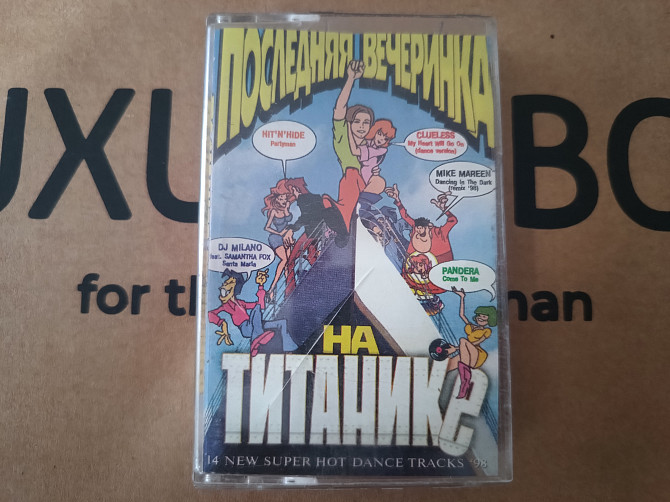 ПОСЛЕДНЯЯ ВЕЧЕРИНКА
HIT'N'HIDE
Partyman
CLUELESS
My Heart Will Go On
(dance version)
MIKE MAREEN
Dancing In The Dark
(remix '98)
DJ MILANO
feat. SAMANTHA FOX
Santa Maria
PANDERA
Come To Me
НА
ТИТАНИКЕ
14 NEW SUPER HOT DANCE TRACKS '98
UXU
BO
for th
man